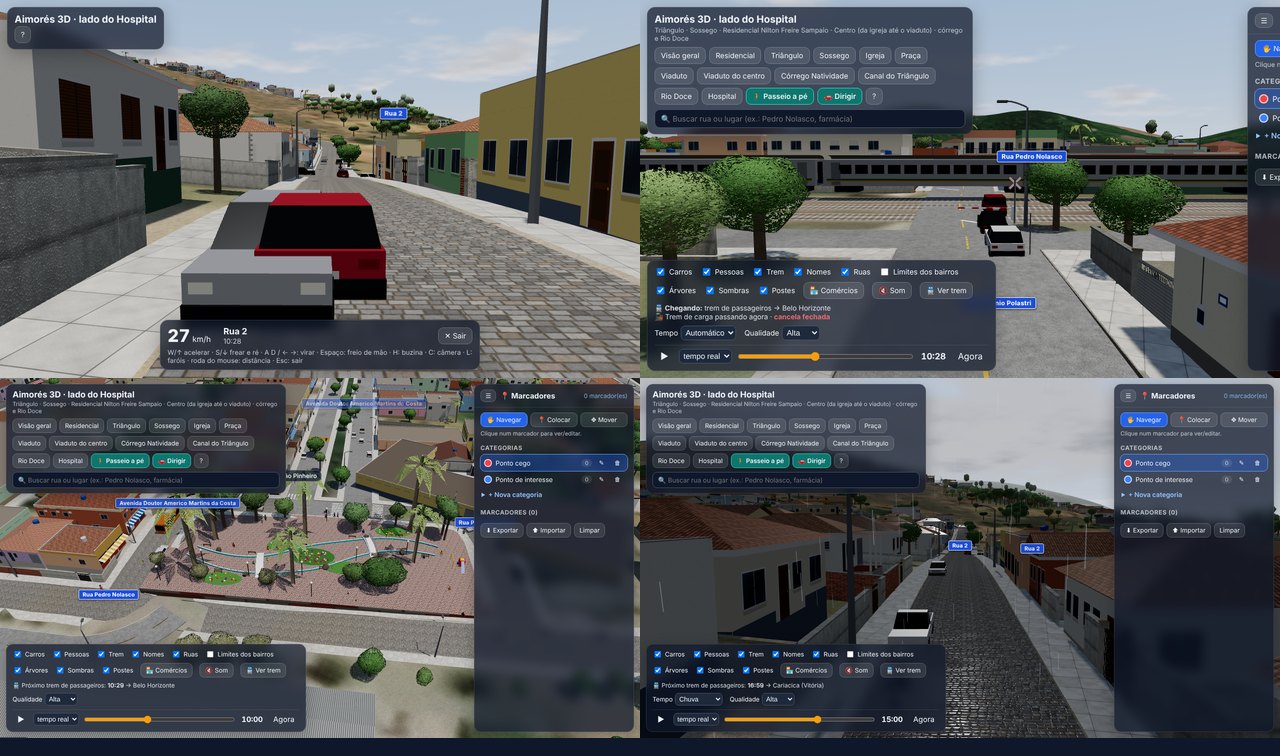 Aimorés 3D · lado do Hospital
?
Rua 2
27 km/h
Rua 2
10:28
✕ Sair
W/↑ acelerar · S/↓ frear e ré · A D / ← →: virar · Espaço: freio de mão · H: buzina · C: câmera · L:
faróis · roda do mouse: distância · Esc: sair
Aimorés 3D · lado do Hospital
Triângulo · Sossego · Residencial Nilton Freire Sampaio · Centro (da igreja até o viaduto) · córrego
e Rio Doce
Visão geral Residencial Triângulo Sossego Igreja Praça
Viaduto Viaduto do centro Córrego Natividade Canal do Triângulo
Rio Doce Hospital Passeio a pé Dirigir ?
Buscar rua ou lugar (ex.: Pedro Nolasco, farmácia)
Rua Pedro Nolasco
nio Polastri
Clique n
CATEG
Po
Po
+ No
MARCA
Exp
Carros Pessoas Trem Nomes Ruas Limites dos bairros
Árvores Sombras Postes Comércios Som Ver trem
Chegando: trem de passageiros → Belo Horizonte
Trem de carga passando agora · cancela fechada
Tempo Automático Qualidade Alta
▶ tempo real 10:28 Agora
Aimorés 3D · lado do Hospital
Triângulo · Sossego · Residencial Nilton Freire Sampaio · Centro (da igreja até o viaduto) · córrego
e Rio Doce
Visão geral Residencial Triângulo Sossego Igreja Praça
Viaduto Viaduto do centro Córrego Natividade Canal do Triângulo
Rio Doce Hospital Passeio a pé Dirigir ?
Buscar rua ou lugar (ex.: Pedro Nolasco, farmácia)
Avenida Doutor Americo Martins da Costa
o Pinheiro
Avenida Doutor Americo Martins da Costa
Rua P
Rua Pedro Nolasco
Marcadores 0 marcador(es)
Navegar Colocar Mover
Clique num marcador para ver/editar.
CATEGORIAS
Ponto cego 0
Ponto de interesse 0
+ Nova categoria
MARCADORES (0)
Exportar Importar Limpar
Carros Pessoas Trem Nomes Ruas Limites dos bairros
Árvores Sombras Postes Comércios Som Ver trem
Próximo trem de passageiros: 10:29 → Belo Horizonte
Qualidade Alta
▶ tempo real 10:00 Agora
Aimorés 3D · lado do Hospital
Triângulo · Sossego · Residencial Nilton Freire Sampaio · Centro (da igreja até o viaduto) · córrego
e Rio Doce
Visão geral Residencial Triângulo Sossego Igreja Praça
Viaduto Viaduto do centro Córrego Natividade Canal do Triângulo
Rio Doce Hospital Passeio a pé Dirigir ?
Buscar rua ou lugar (ex.: Pedro Nolasco, farmácia)
Rua 2
Rua 2
Marcadores 0 marcador(es)
Navegar Colocar Mover
Clique num marcador para ver/editar.
CATEGORIAS
Ponto cego 0
Ponto de interesse 0
+ Nova categoria
MARCADORES (0)
Exportar Importar Limpar
Carros Pessoas Trem Nomes Ruas Limites dos bairros
Árvores Sombras Postes Comércios Som Ver trem
Próximo trem de passageiros: 16:59 → Cariacica (Vitória)
Tempo Chuva Qualidade Alta
▶ tempo real 15:00 Agora